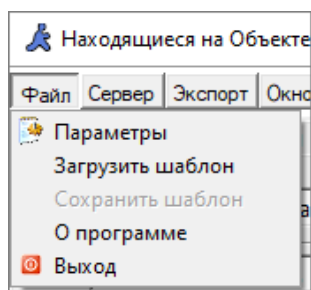 Находящиеся на Объекте
Файл Сервер Экспорт Окно
Параметры
Загрузить шаблон
Сохранить шаблон
О программе
Выход